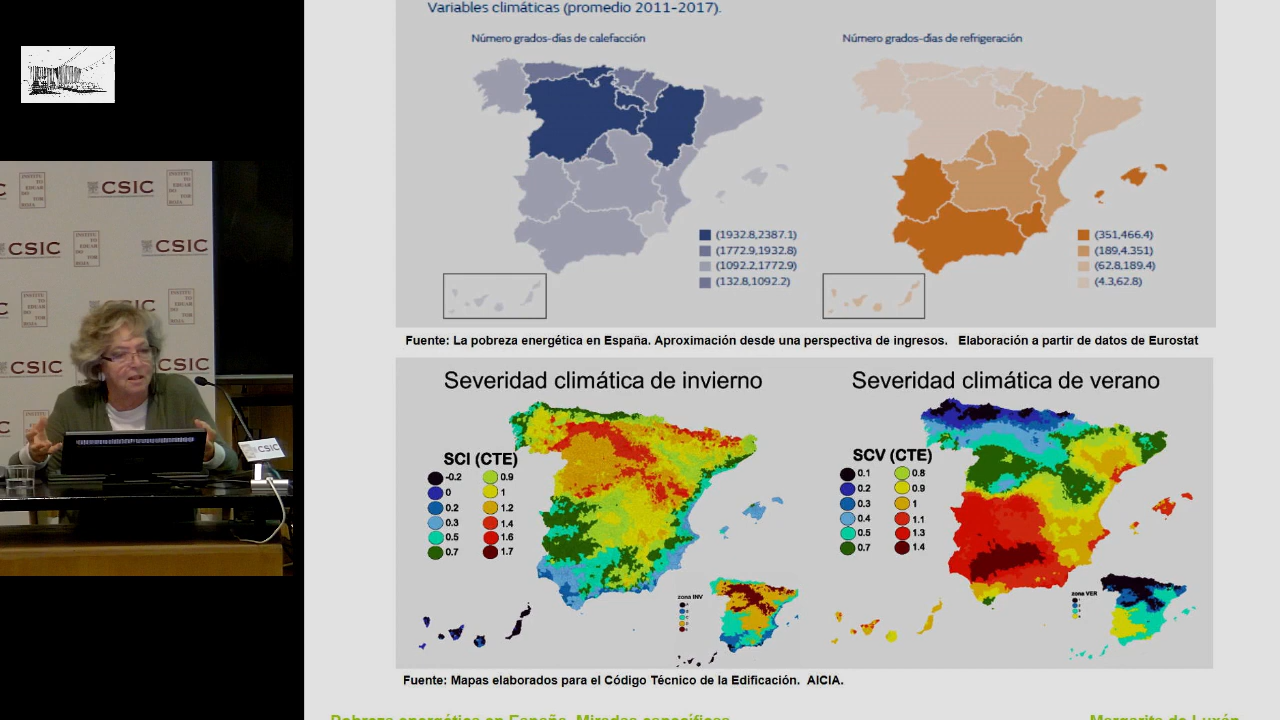 Variables climáticas (promedio 2011-2017).
Número grados-días de calefacción
Número grados-días de refrigeración
(1932.8,2387.1)
(1772.9,1932.8)
(1092.2,1772.9)
(132.8,1092.2)
(351,466.4)
(189,4.351)
(62.8,189.4)
(4.3,62.8)
Fuente: La pobreza energética en España. Aproximación desde una perspectiva de ingresos. Elaboración a partir de datos de Eurostat
Severidad climática de invierno
Severidad climática de verano
SCI (CTE)
-0.2 0.9
0 1
0.2 1.2
0.3 1.4
0.5 1.6
0.7 1.7
zona INV
SCV (CTE)
0.1 0.8
0.2 0.9
0.3 1
0.4 1.1
0.5 1.3
0.7 1.4
zona VER
Fuente: Mapas elaborados para el Código Técnico de la Edificación. AICIA.
Pobreza energética en España. Miradas específicas
Margarita de Luxán
CSIC
CSIC
CSIC
CSIC
CSIC
CSIC
CSIC
CSIC